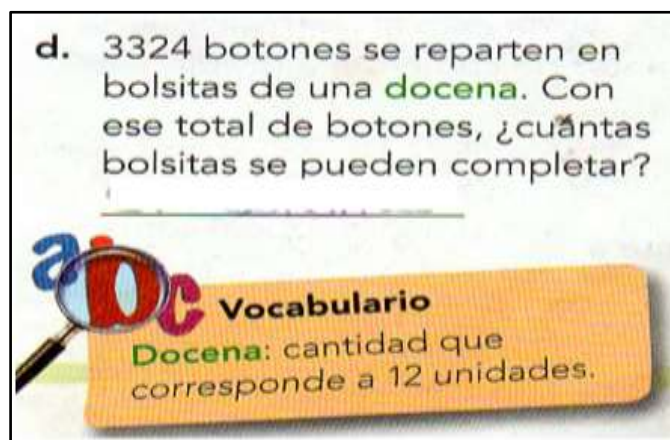 d. 3324 botones se reparten en
bolsitas de una docena. Con
ese total de botones, ¿cuántas
bolsitas se pueden completar?
abc
Vocabulario
Docena: cantidad que
corresponde a 12 unidades.